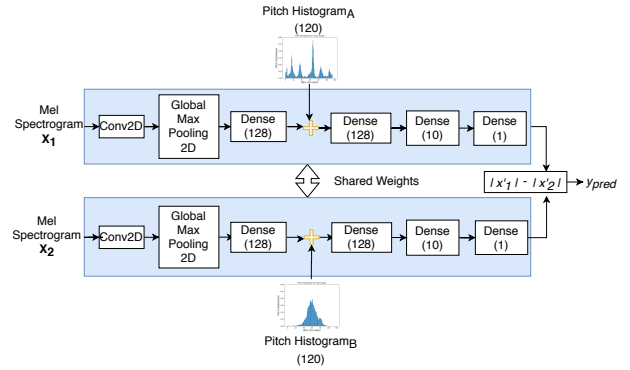 Pitch Histogram_A
(120)
Mel
Spectrogram
X1
Conv2D
Global
Max
Pooling
2D
Dense
(128)
Dense
(128)
Dense
(10)
Dense
(1)
Shared Weights
| x'1 | - | x'2 |
ypred
Mel
Spectrogram
X2
Conv2D
Global
Max
Pooling
2D
Dense
(128)
Dense
(128)
Dense
(10)
Dense
(1)
Pitch Histogram_B
(120)